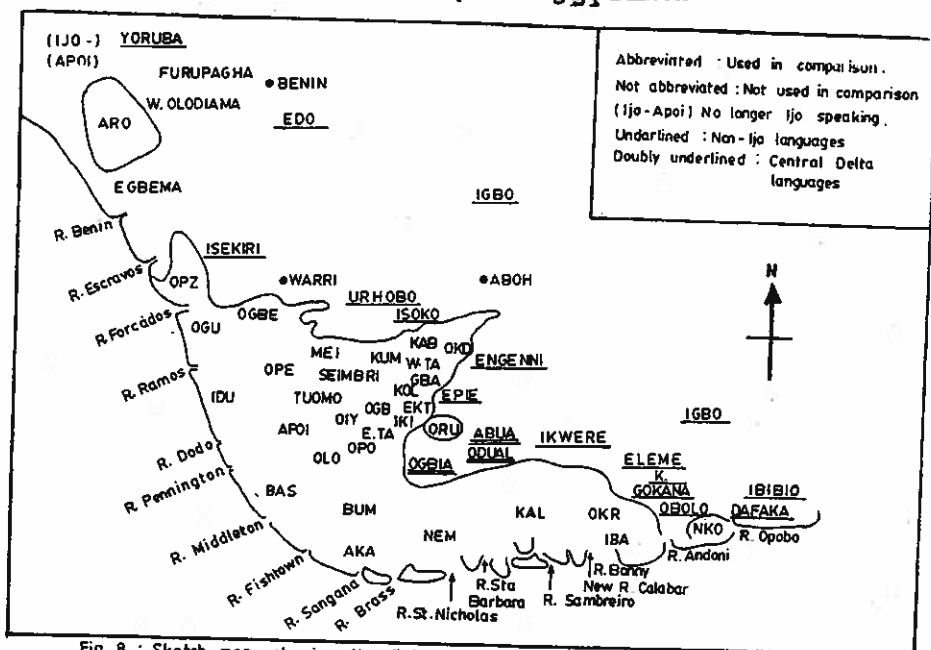 (IJO-) YORUBA
(APOI)
FURUPAGHA
BENIN
W. OLODIAMA
ARO
EDO
EGBEMA
IGBO
R. Benin
ISEKIRI
R. Escravos
OPZ
WARRI
ABOH
URHOBO
OGBE
ISOKO
R. Forcados
OGU
KAB
OKD
MEI
KUM
W.TA
ENGENNI
OPE
SEIMBRI
GBA
R. Ramos
KOL
EPIE
IDU
TUOMO
OGB
EKT
OIY
IKI
ORU
IGBO
APOI
E.TA
ABUA
IKWERE
OPO
ODUAL
R. Dodo
OLO
OGBIA
ELEME
R. Pennington
K.
GOKANA
IBIBIO
BAS
OBOLO
DAFAKA
BUM
KAL
OKR
NKO
R. Opobo
R. Middleton
NEM
IBA
R. Andoni
AKA
R. Fishtown
R. Bonny
R. Sta
Barbara
New R. Calabar
R. Sangana
R. Brass
R. St. Nicholas
R. Sambreiro
N
Abbreviated : Used in comparison.
Not abbreviated : Not used in comparison
(Ijo-Apoi) No longer Ijo speaking.
Undarlined : Non-Ijo languages
Doubly underlined : Central Delta
languages
Fig. 8 : Sketch